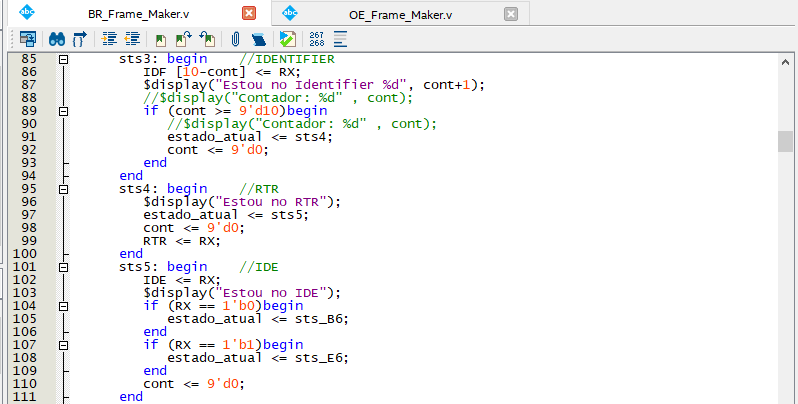 BR_Frame_Maker.v
OE_Frame_Maker.v
267
268
85 sts3: begin //IDENTIFIER
86 IDF [10-cont] <= RX;
87 $display("Estou no Identifier %d", cont+1);
88 //$display("Contador: %d" , cont);
89 if (cont >= 9'd10)begin
90 //$display("Contador: %d" , cont);
91 estado_atual <= sts4;
92 cont <= 9'd0;
93 end
94 end
95 sts4: begin //RTR
96 $display("Estou no RTR");
97 estado_atual <= sts5;
98 cont <= 9'd0;
99 RTR <= RX;
100 end
101 sts5: begin //IDE
102 IDE <= RX;
103 $display("Estou no IDE");
104 if (RX == 1'b0)begin
105 estado_atual <= sts_B6;
106 end
107 if (RX == 1'b1)begin
108 estado_atual <= sts_E6;
109 end
110 cont <= 9'd0;
111 end